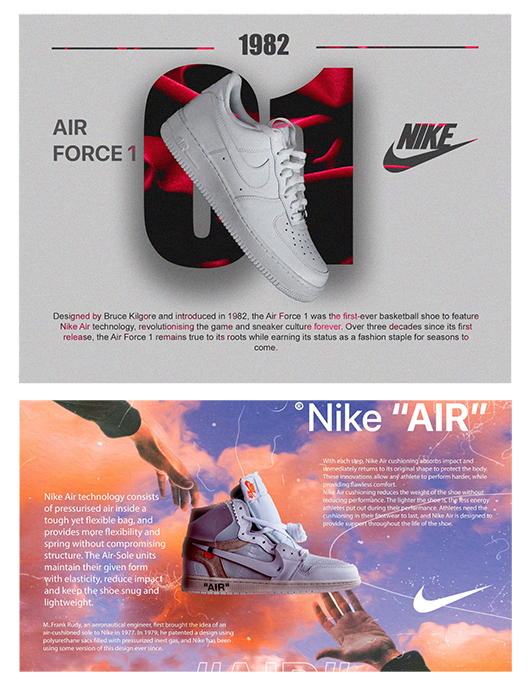 1982
01
AIR
FORCE 1
NIKE
Designed by Bruce Kilgore and introduced in 1982, the Air Force 1 was the first-ever basketball shoe to feature
Nike Air technology, revolutionising the game and sneaker culture forever. Over three decades since its first
release, the Air Force 1 remains true to its roots while earning its status as a fashion staple for seasons to
come.
®Nike "AIR"
With each step, Nike Air cushioning absorbs impact and
immediately returns to its original shape to protect the body.
These innovations allow any athlete to perform harder, while
providing flawless comfort.
Nike Air cushioning reduces the weight of the shoe without
reducing performance. The lighter the shoe is, the less energy
athletes put out during their performance. Athletes need the
cushioning in their footwear to last, and Nike Air is designed to
provide support throughout the life of the shoe.
Nike Air technology consists
of pressurised air inside a
tough yet flexible bag, and
provides more flexibility and
spring without compromising
structure. The Air-Sole units
maintain their given form
with elasticity, reduce impact
and keep the shoe snug and
lightweight.
"AIR"
M. Frank Rudy, an aeronautical engineer, first brought the idea of an
air-cushioned sole to Nike in 1977. In 1979, he patented a design using
polyurethane sacs filled with pressurized inert gas, and Nike has been
using some version of this design ever since.
"AIR"